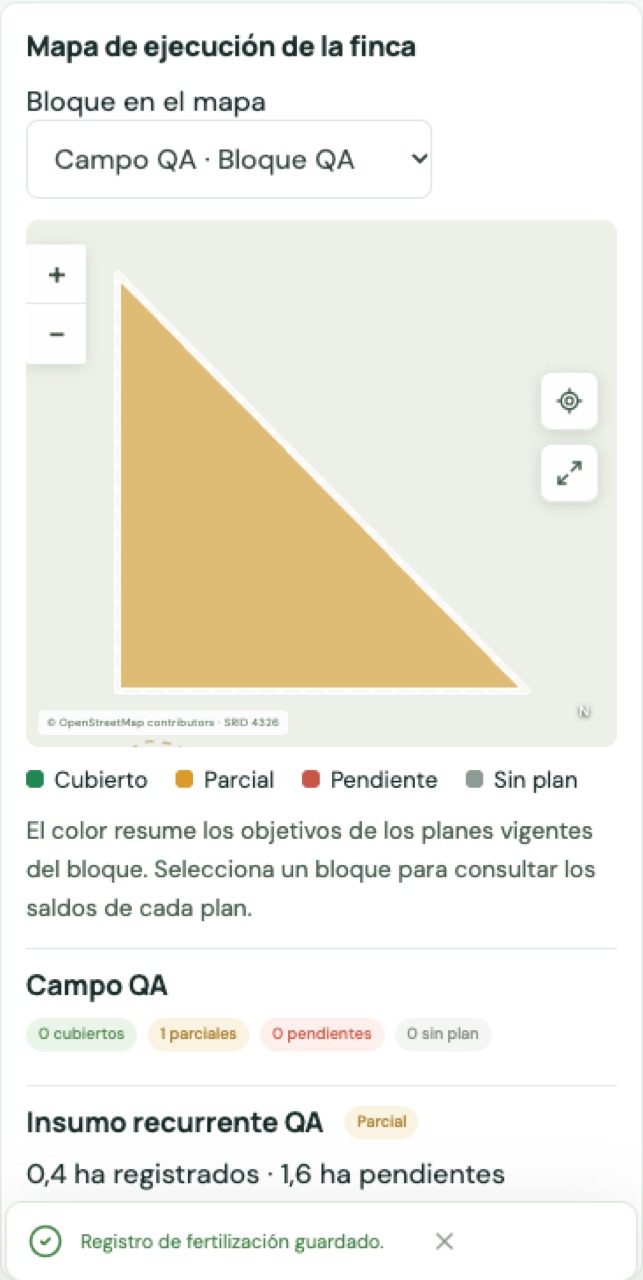 Mapa de ejecución de la finca
Bloque en el mapa
Campo QA · Bloque QA
+
−
N
© OpenStreetMap contributors · SRID 4326
Cubierto
Parcial
Pendiente
Sin plan
El color resume los objetivos de los planes vigentes
del bloque. Selecciona un bloque para consultar los
saldos de cada plan.
Campo QA
0 cubiertos
1 parciales
0 pendientes
0 sin plan
Insumo recurrente QA
Parcial
0,4 ha registrados · 1,6 ha pendientes
Registro de fertilización guardado.